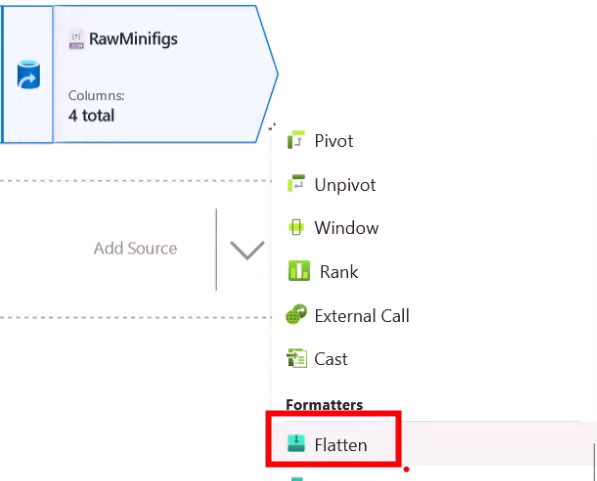 RawMinifigs
Columns:
4 total
Add Source
Pivot
Unpivot
Window
Rank
External Call
Cast
Formatters
Flatten